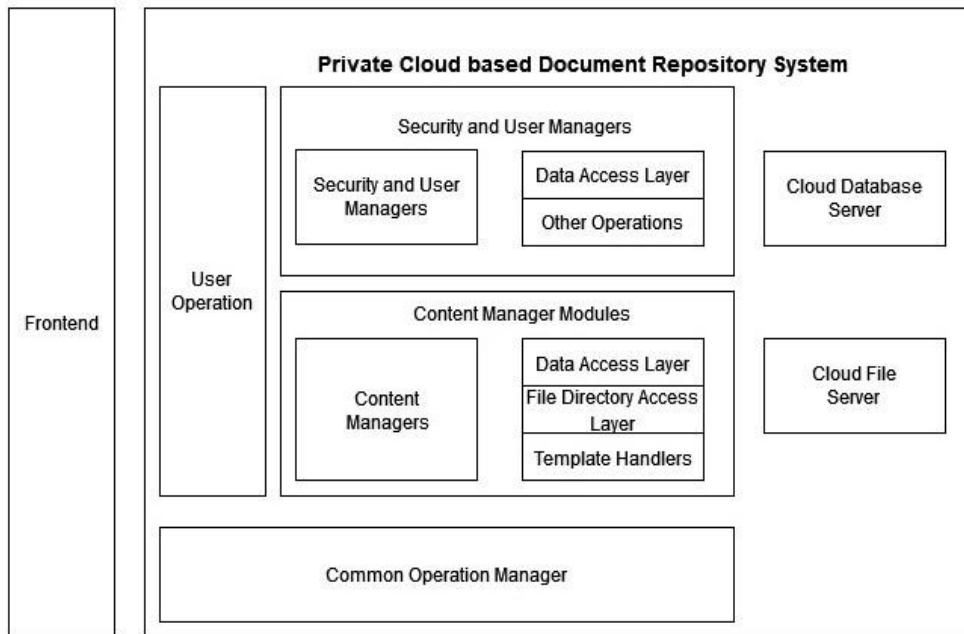 Private Cloud based Document Repository System
Frontend
User
Operation
Security and User Managers
Security and User
Managers
Data Access Layer
Other Operations
Cloud Database
Server
Content Manager Modules
Content
Managers
Data Access Layer
File Directory Access
Layer
Template Handlers
Cloud File
Server
Common Operation Manager